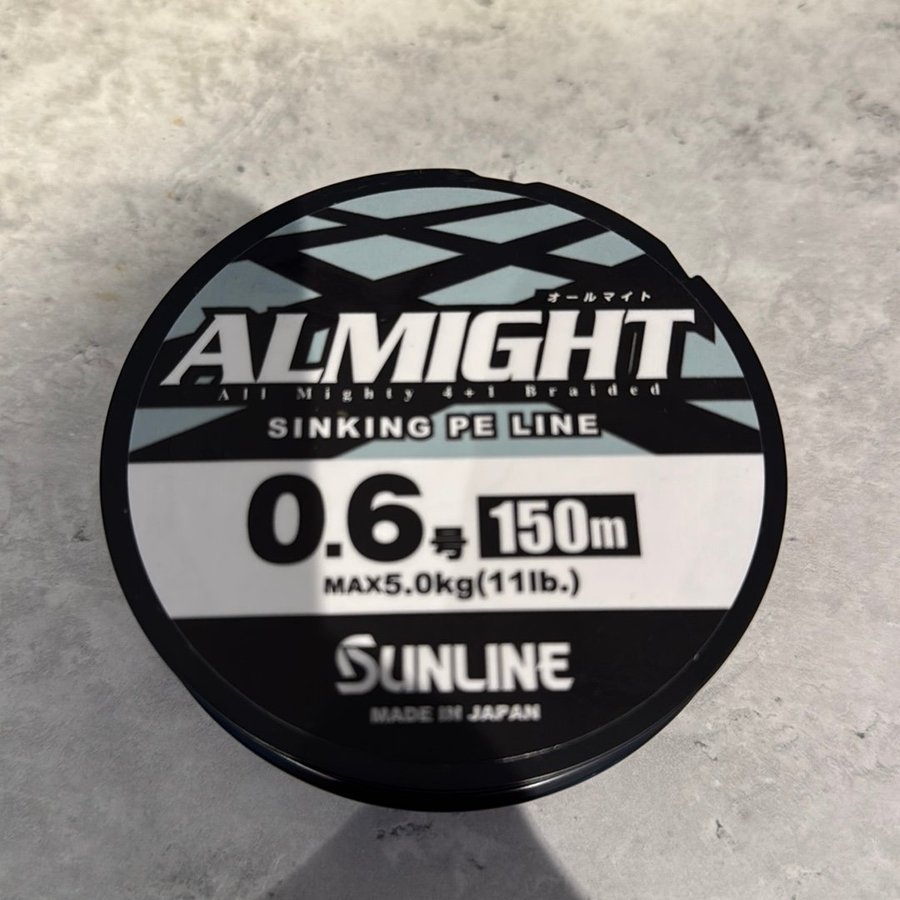 オールマイト
ALMIGHT
All Mighty 4+1 Braided
SINKING PE LINE
0.6号 150m
MAX5.0kg(11lb.)
SUNLINE
MADE IN JAPAN